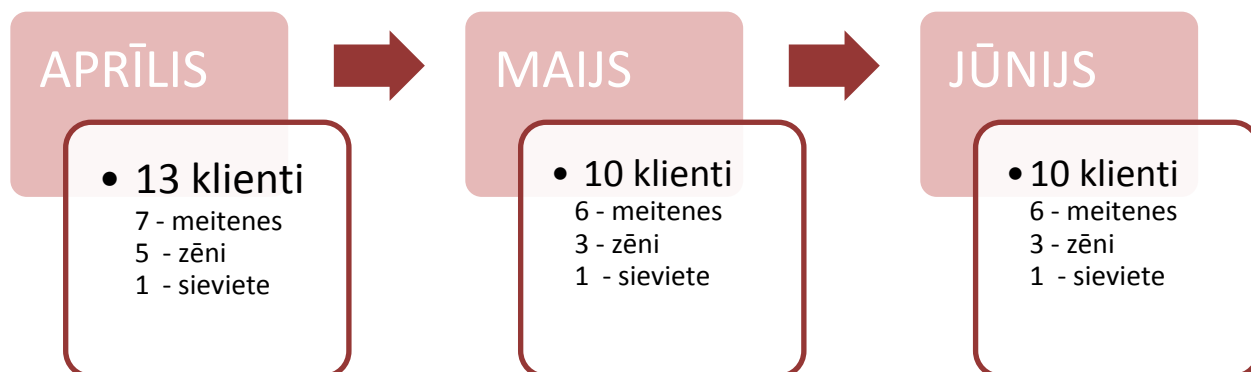 APRĪLIS
• 13 klienti
7 - meitenes
5 - zēni
1 - sieviete
MAIJS
• 10 klienti
6 - meitenes
3 - zēni
1 - sieviete
JŪNIJS
• 10 klienti
6 - meitenes
3 - zēni
1 - sieviete